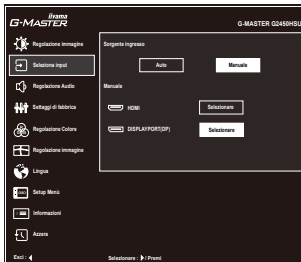 iiyama
G-MASTER
G-MASTER G2450HSU
Regolazione immagine
Seleziona input
Regolazione Audio
Settaggi di fabbrica
Regolazione Colore
Regolazione immagine
Lingua
OSD
Setup Menù
Informazioni
Azzera
Sorgente ingresso
Auto
Manuale
Manuale
HDMI
Selezionare
DISPLAYPORT(DP)
Selezionare
Esci :
Selezionare : / Premi